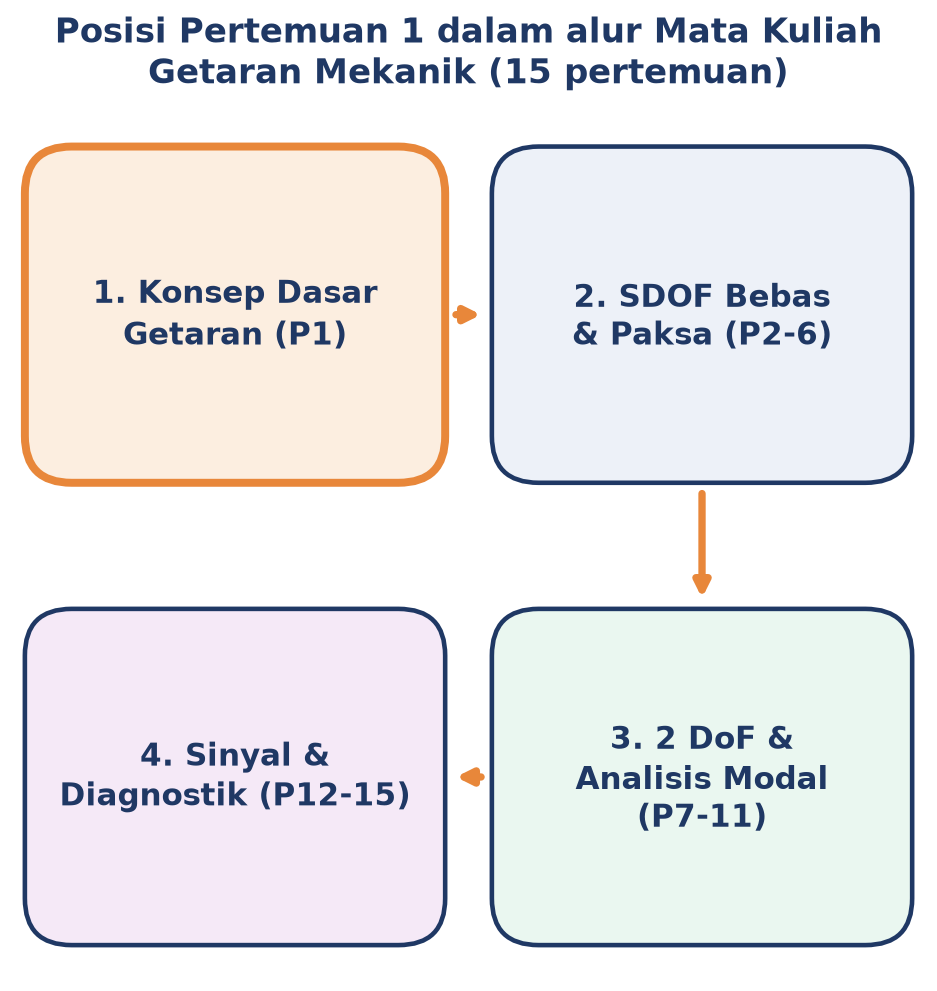 Posisi Pertemuan 1 dalam alur Mata Kuliah
Getaran Mekanik (15 pertemuan)
1. Konsep Dasar
Getaran (P1)
2. SDOF Bebas
& Paksa (P2-6)
3. 2 DoF &
Analisis Modal
(P7-11)
4. Sinyal &
Diagnostik (P12-15)